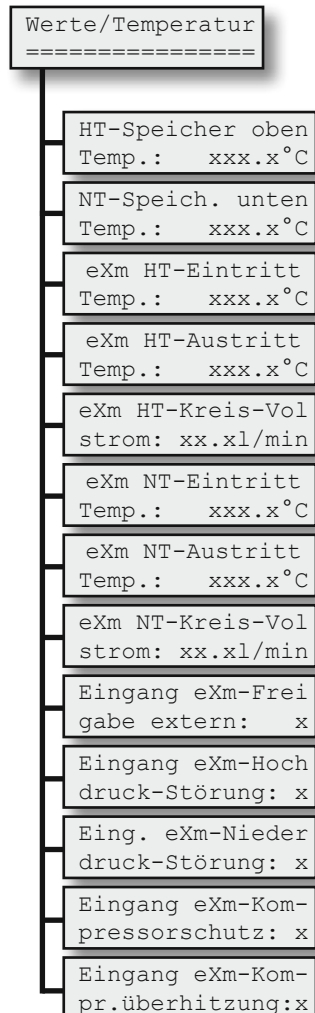 Werte/Temperatur
================
HT-Speicher oben
Temp.: xxx.x°C
NT-Speich. unten
Temp.: xxx.x°C
eXm HT-Eintritt
Temp.: xxx.x°C
eXm HT-Austritt
Temp.: xxx.x°C
eXm HT-Kreis-Vol
strom: xx.xl/min
eXm NT-Eintritt
Temp.: xxx.x°C
eXm NT-Austritt
Temp.: xxx.x°C
eXm NT-Kreis-Vol
strom: xx.xl/min
Eingang eXm-Frei
gabe extern: x
Eingang eXm-Hoch
druck-Störung: x
Eing. eXm-Nieder
druck-Störung: x
Eingang eXm-Kom-
pressorschutz: x
Eingang eXm-Kom-
pr.überhitzung:x